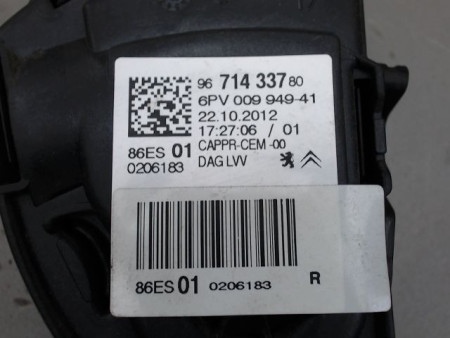 96 714 337 80
6PV 009 949-41
22.10.2012
17:27:06 / 01
86ES 01 CAPPR-CEM -00
0206183 DAG LVV
86ES 01 0206183 R